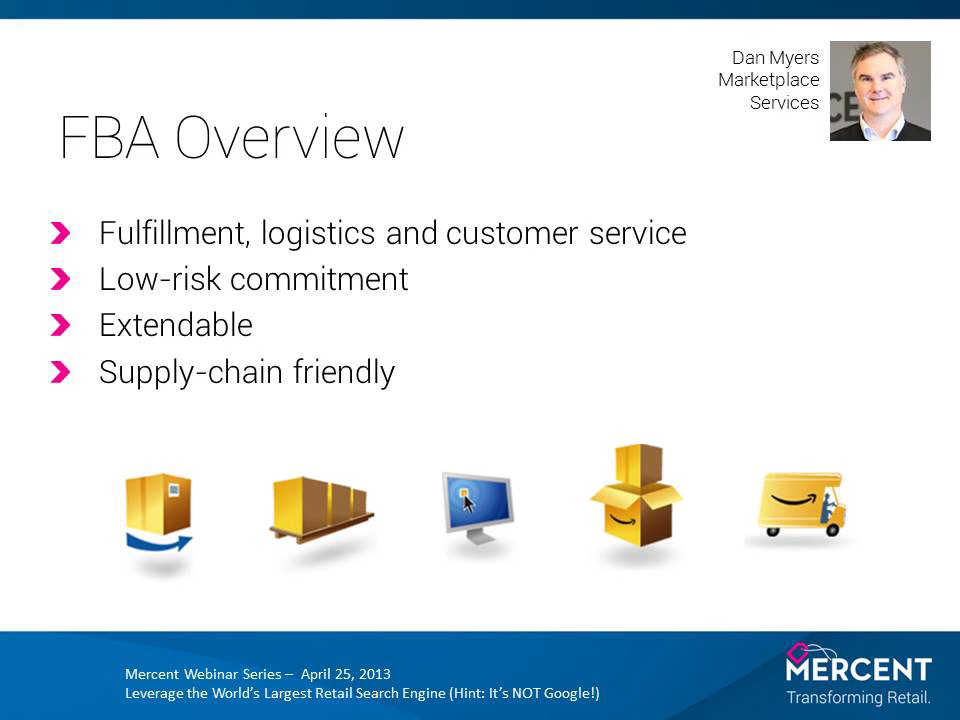 Dan Myers
Marketplace
Services
CE
FBA Overview
Fulfillment, logistics and customer service
Low-risk commitment
Extendable
Supply-chain friendly
Mercent Webinar Series – April 25, 2013
Leverage the World's Largest Retail Search Engine (Hint: It's NOT Google!)
MERCENT
Transforming Retail.